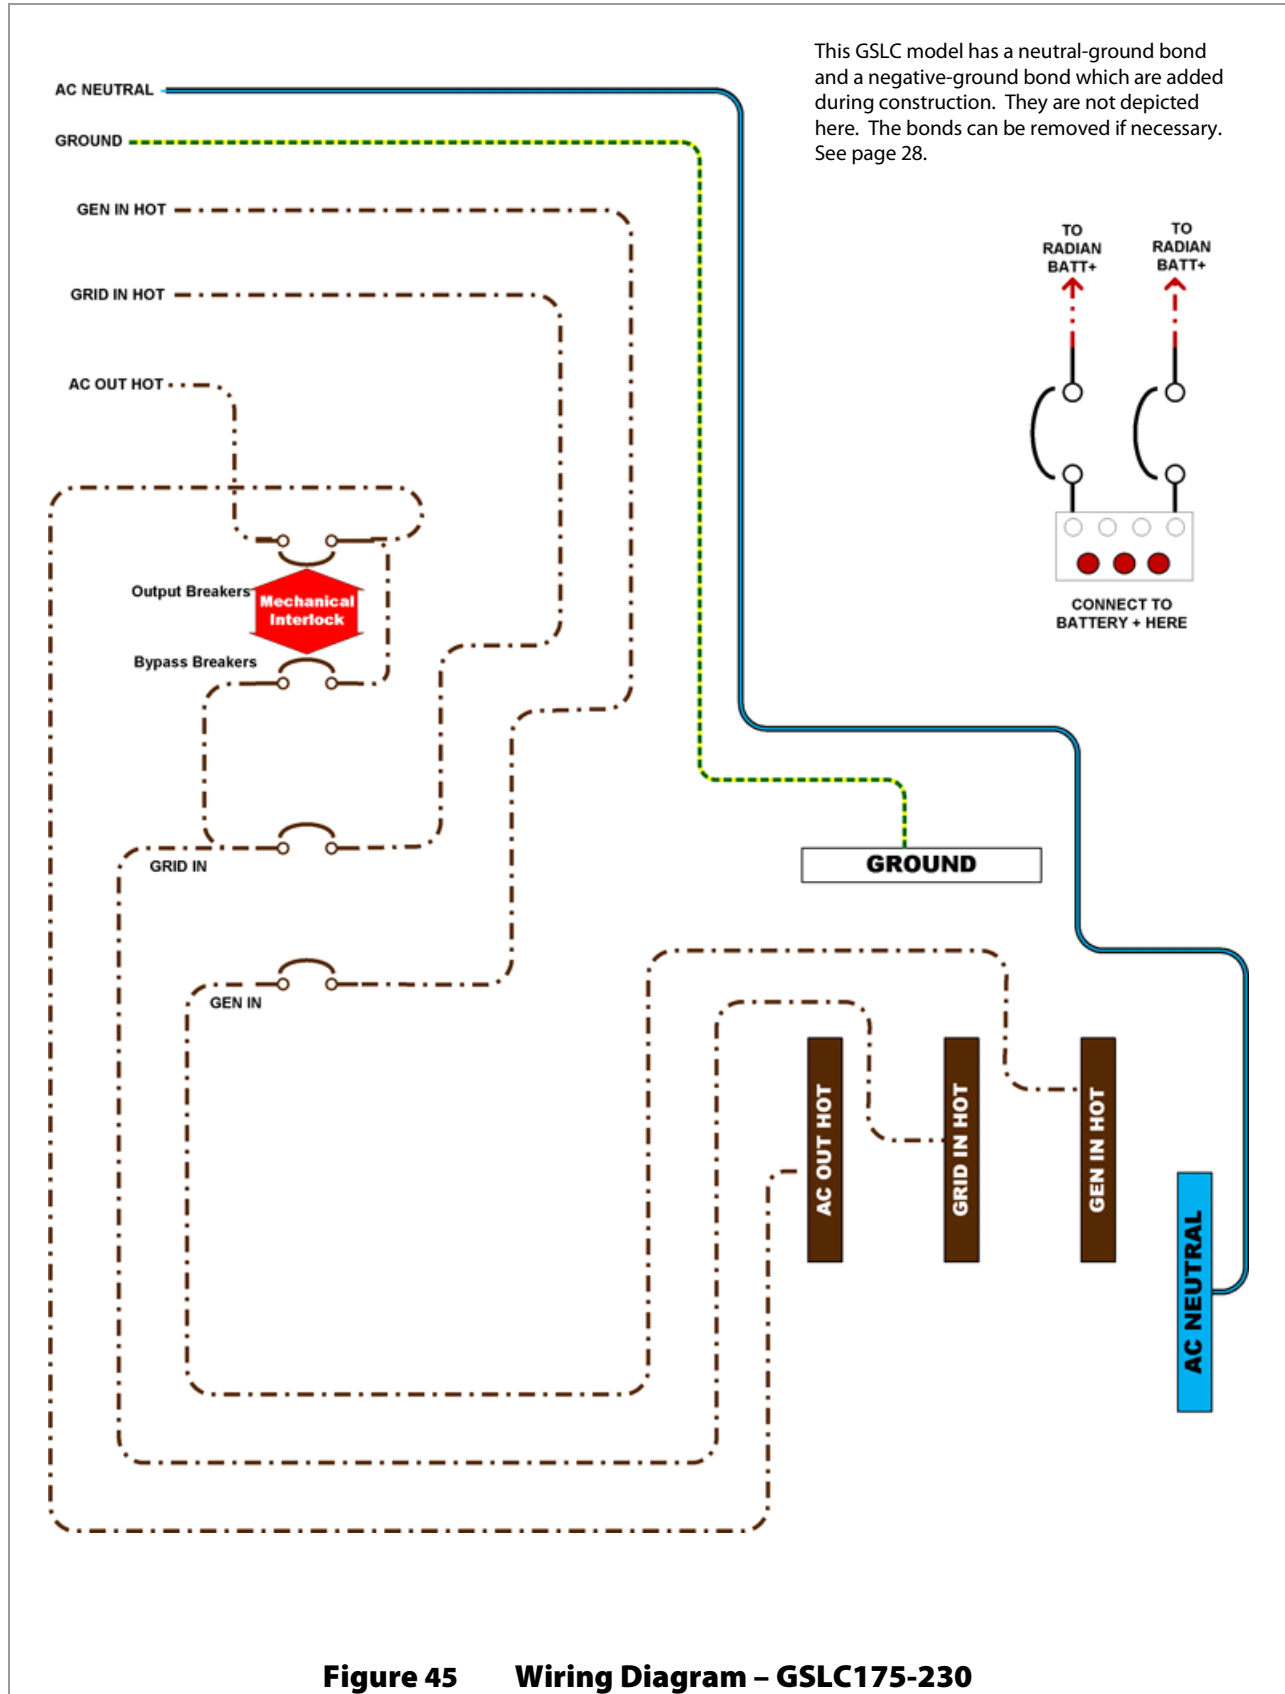 This GSLC model has a neutral-ground bond
and a negative-ground bond which are added
during construction. They are not depicted
here. The bonds can be removed if necessary.
See page 28.
AC NEUTRAL
GROUND
GEN IN HOT
GRID IN HOT
AC OUT HOT
TO
RADIAN
BATT+
TO
RADIAN
BATT+
Output Breakers
Mechanical
Interlock
Bypass Breakers
CONNECT TO
BATTERY + HERE
GRID IN
GROUND
GEN IN
AC OUT HOT
GRID IN HOT
GEN IN HOT
AC NEUTRAL
Figure 45 Wiring Diagram – GSLC175-230